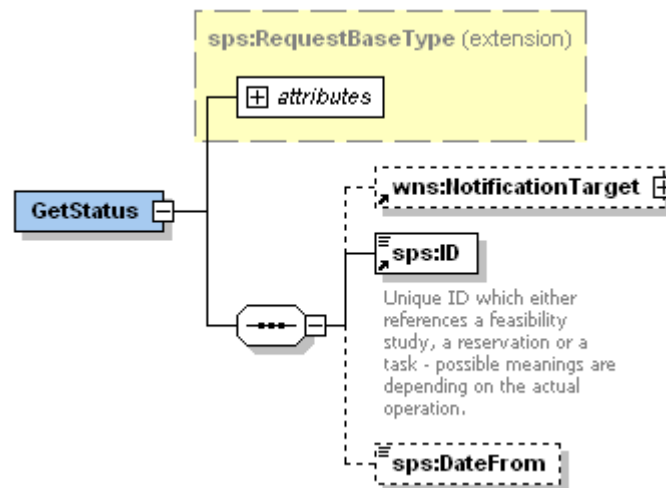 sps:RequestBaseType (extension)
attributes
GetStatus
wns:NotificationTarget
sps:ID
Unique ID which either
references a feasibility
study, a reservation or a
task - possible meanings are
depending on the actual
operation.
sps:DateFrom